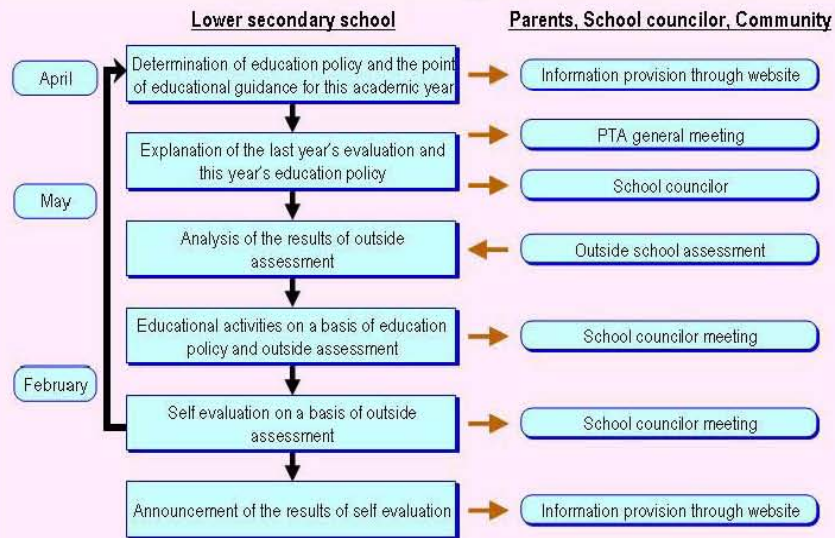 Lower secondary school
Parents, School councilor, Community
April
Determination of education policy and the point
of educational guidance for this academic year
Information provision through website
Explanation of the last year's evaluation and
this year's education policy
PTA general meeting
School councilor
May
Analysis of the results of outside
assessment
Outside school assessment
Educational activities on a basis of education
policy and outside assessment
School councilor meeting
February
Self evaluation on a basis of outside
assessment
School councilor meeting
Announcement of the results of self evaluation
Information provision through website